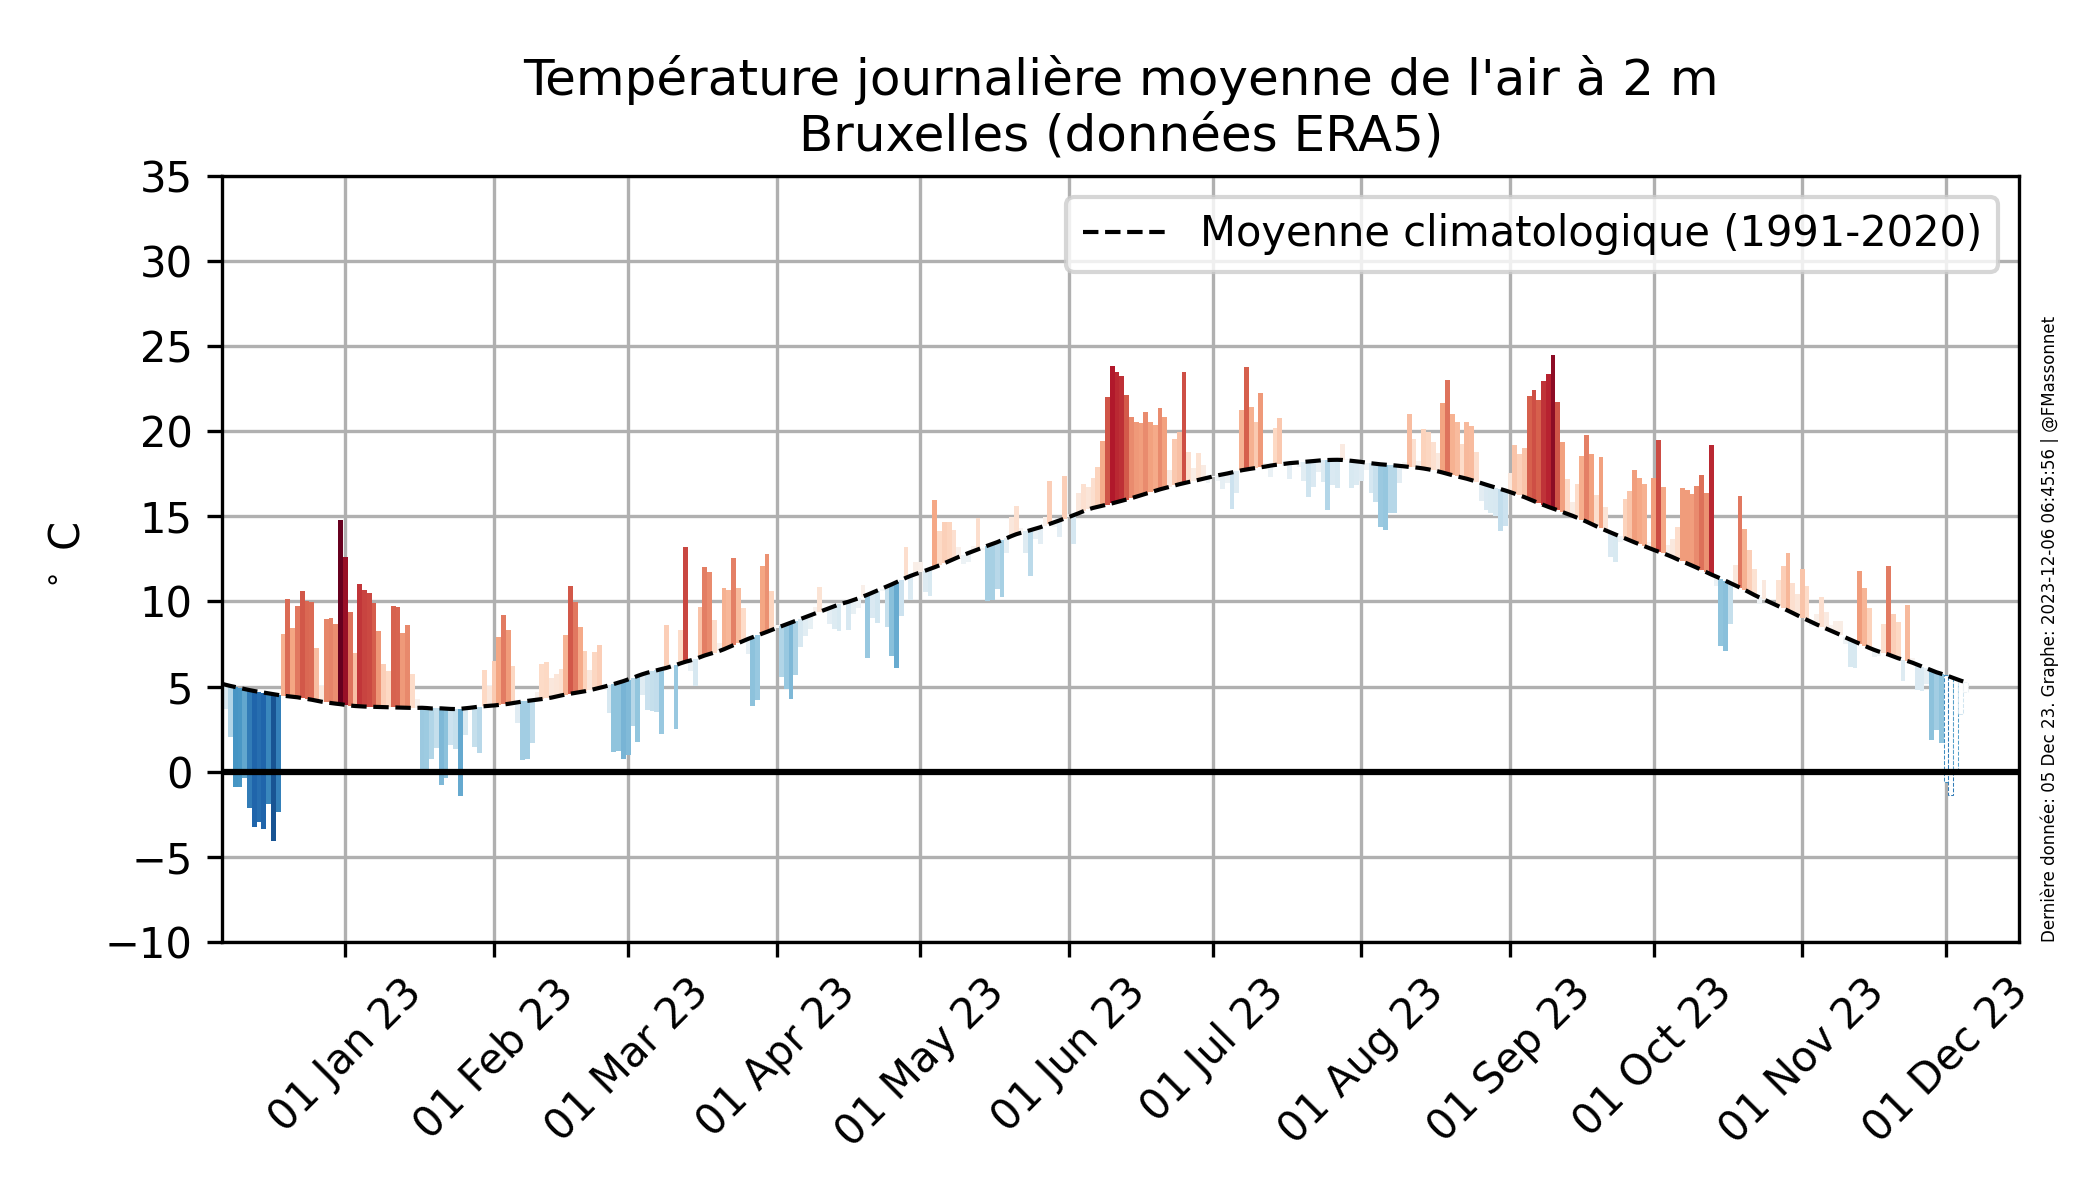 Température journalière moyenne de l'air à 2 m
Bruxelles (données ERA5)
35
30
25
20
15
10
5
0
−5
−10
° C
Moyenne climatologique (1991-2020)
01 Jan 23
01 Feb 23
01 Mar 23
01 Apr 23
01 May 23
01 Jun 23
01 Jul 23
01 Aug 23
01 Sep 23
01 Oct 23
01 Nov 23
01 Dec 23
Dernière donnée: 05 Dec 23. Graphe: 2023-12-06 06:45:56 | @FMassonnet